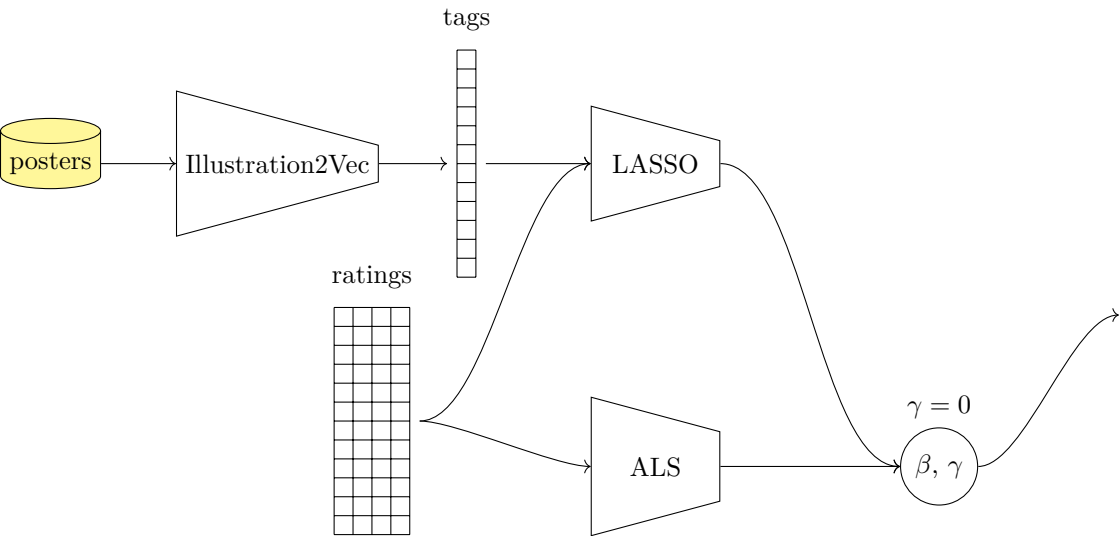 tags
posters
Illustration2Vec
LASSO
ratings
γ = 0
ALS
β, γ